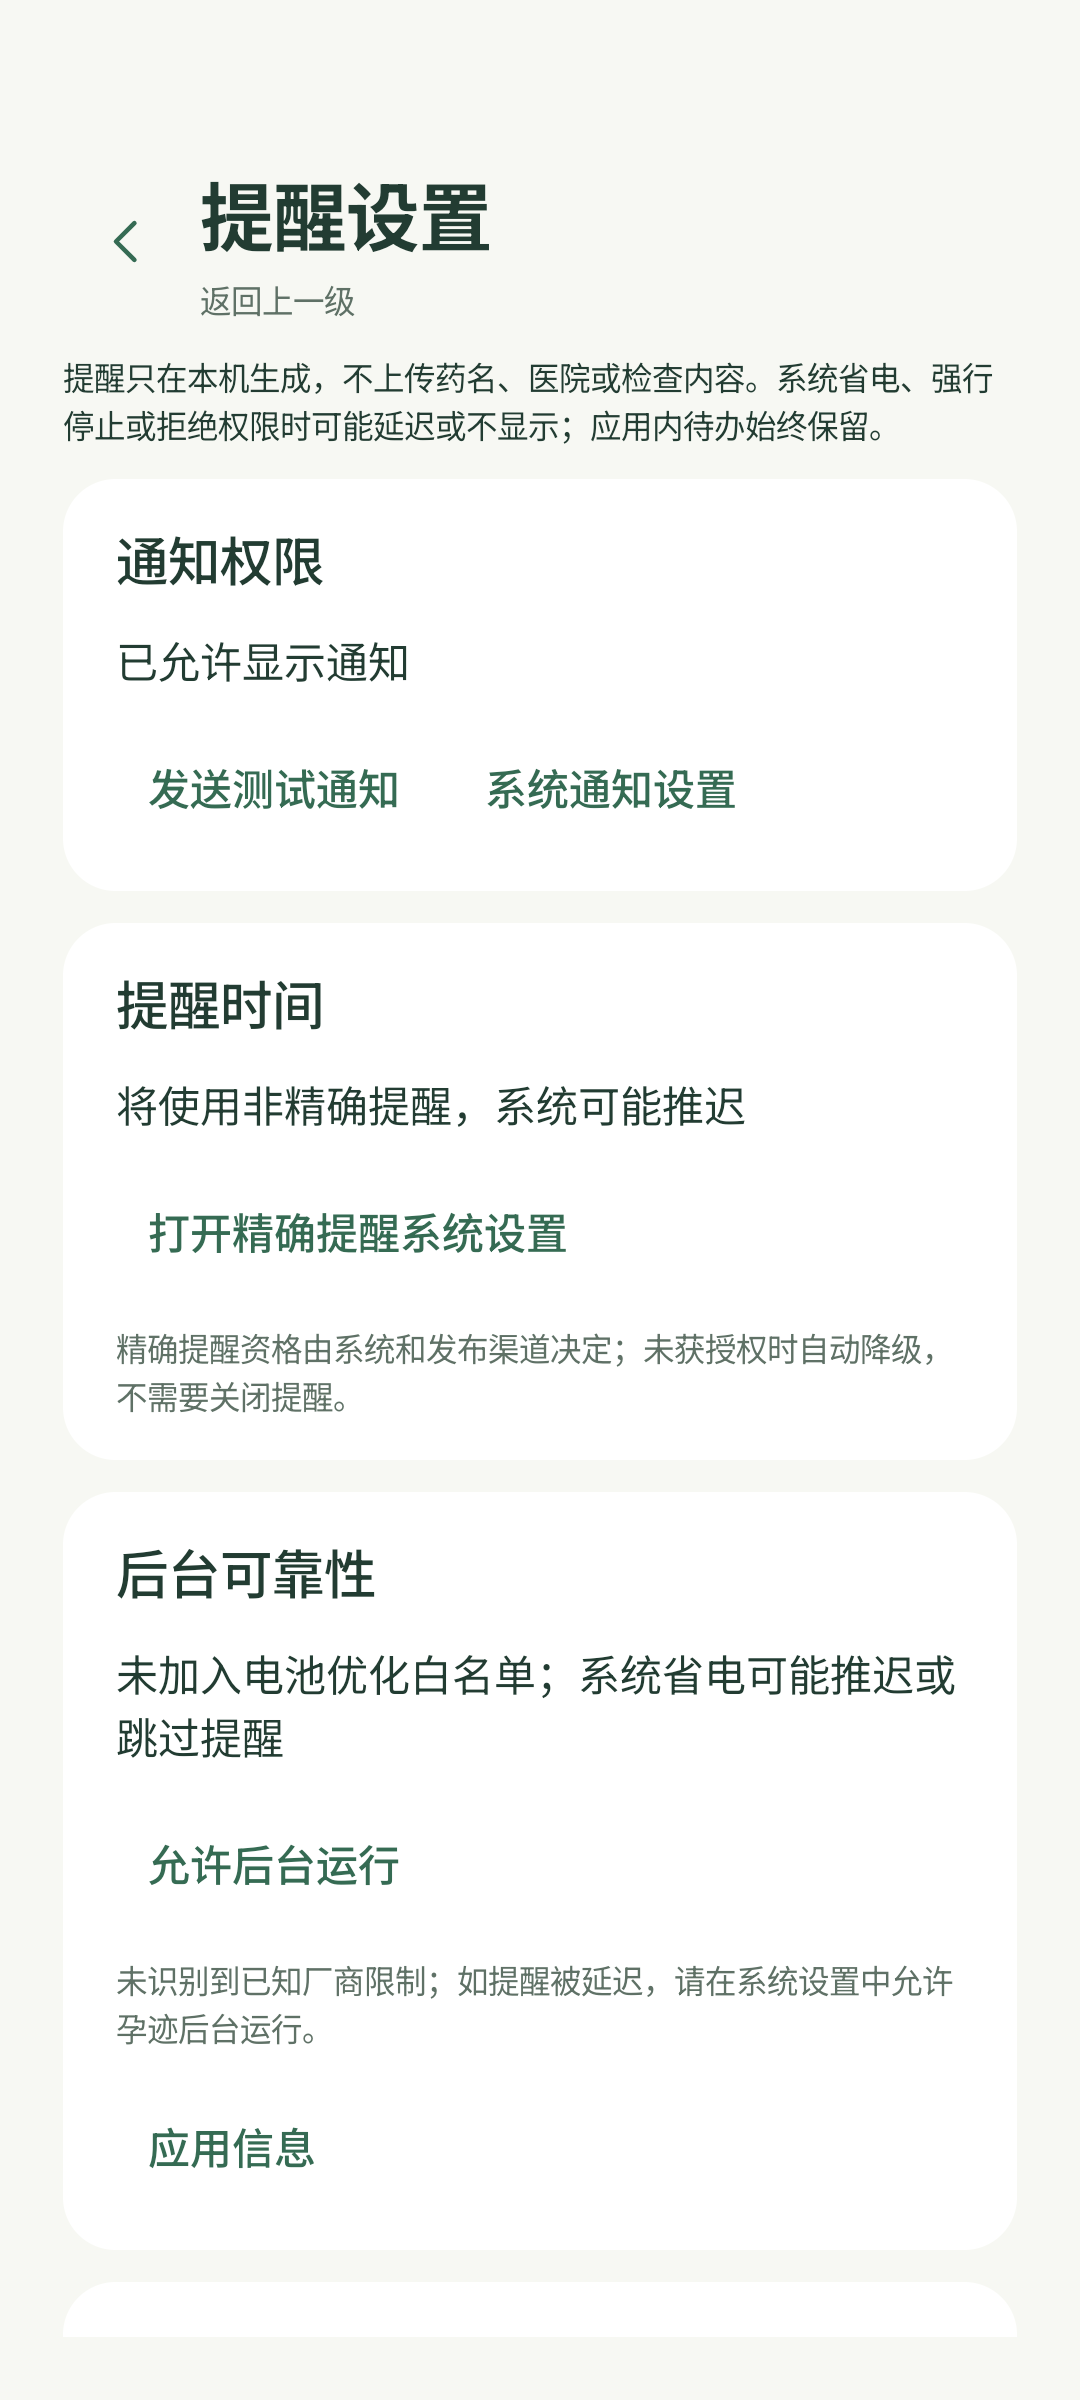 提醒设置
返回上一级
提醒只在本机生成，不上传药名、医院或检查内容。系统省电、强行
停止或拒绝权限时可能延迟或不显示；应用内待办始终保留。
通知权限
已允许显示通知
发送测试通知 系统通知设置
提醒时间
将使用非精确提醒，系统可能推迟
打开精确提醒系统设置
精确提醒资格由系统和发布渠道决定；未获授权时自动降级，
不需要关闭提醒。
后台可靠性
未加入电池优化白名单；系统省电可能推迟或
跳过提醒
允许后台运行
未识别到已知厂商限制；如提醒被延迟，请在系统设置中允许
孕迹后台运行。
应用信息